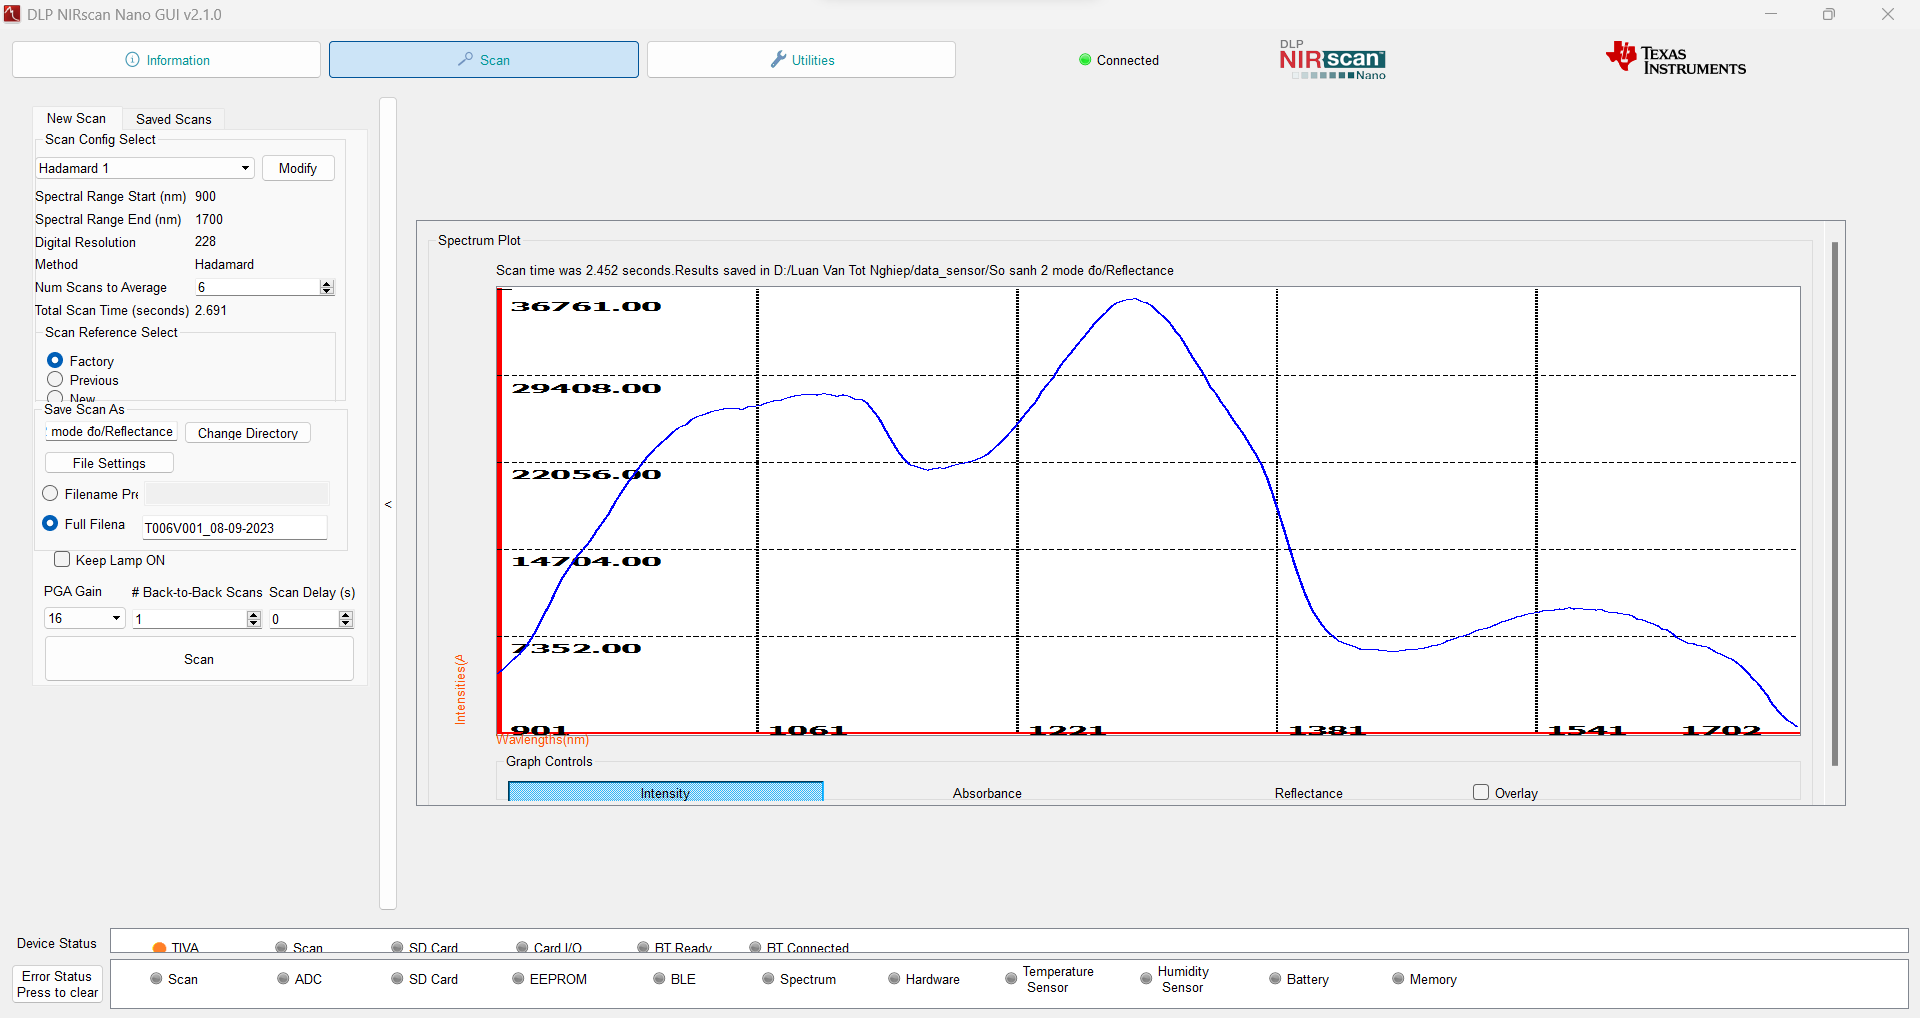 DLP NIRscan Nano GUI v2.1.0
Information
Scan
Utilities
Connected
DLP
NIRscan™
Nano
TEXAS
INSTRUMENTS
New Scan
Saved Scans
Scan Config Select
Hadamard 1
Modify
Spectral Range Start (nm) 900
Spectral Range End (nm) 1700
Digital Resolution 228
Method Hadamard
Num Scans to Average 6
Total Scan Time (seconds) 2.691
Scan Reference Select
Factory
Previous
New
Save Scan As
mode đo/Reflectance
Change Directory
File Settings
Filename Pre
Full Filena
T006V001_08-09-2023
Keep Lamp ON
PGA Gain
# Back-to-Back Scans
Scan Delay (s)
16
1
0
Scan
<
Spectrum Plot
Scan time was 2.452 seconds.Results saved in D:/Luan Van Tot Nghiep/data_sensor/So sanh 2 mode đo/Reflectance
36761.00
29408.00
22056.00
14704.00
7352.00
Intensities(A
901
1061
1221
1381
1541
1702
Wavlengths(nm)
Graph Controls
Intensity
Absorbance
Reflectance
Overlay
Device Status
TIVA
Scan
SD Card
Card I/O
BT Ready
BT Connected
Error Status
Press to clear
Scan
ADC
SD Card
EEPROM
BLE
Spectrum
Hardware
Temperature
Sensor
Humidity
Sensor
Battery
Memory